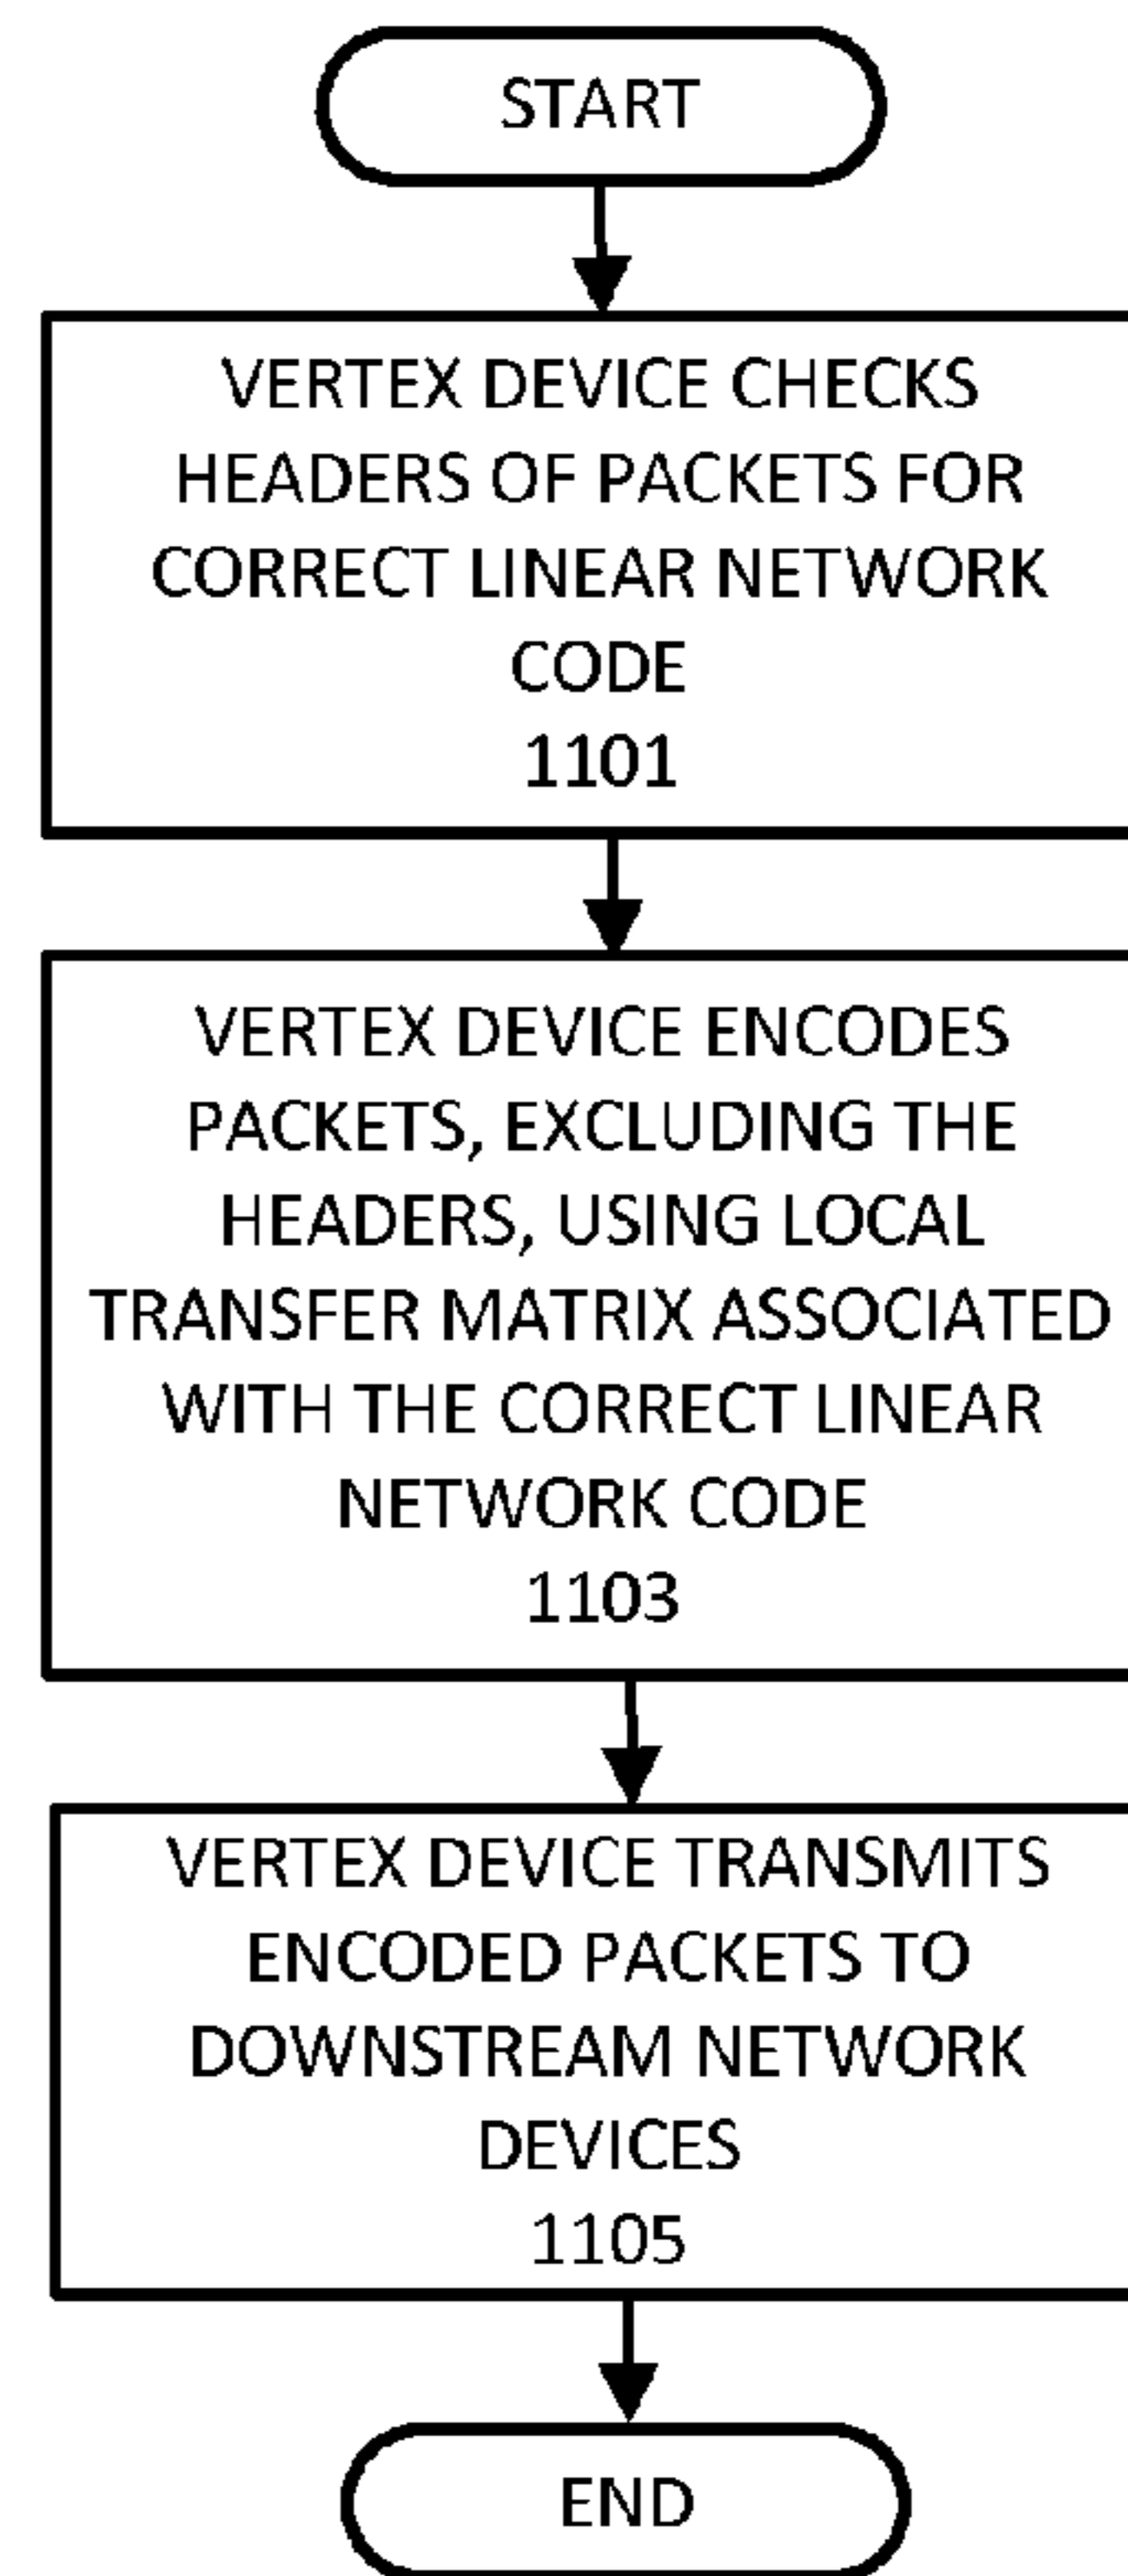 START
VERTEX DEVICE CHECKS
HEADERS OF PACKETS FOR
CORRECT LINEAR NETWORK
CODE
1101
VERTEX DEVICE ENCODES
PACKETS, EXCLUDING THE
HEADERS, USING LOCAL
TRANSFER MATRIX ASSOCIATED
WITH THE CORRECT LINEAR
NETWORK CODE
1103
VERTEX DEVICE TRANSMITS
ENCODED PACKETS TO
DOWNSTREAM NETWORK
DEVICES
1105
END